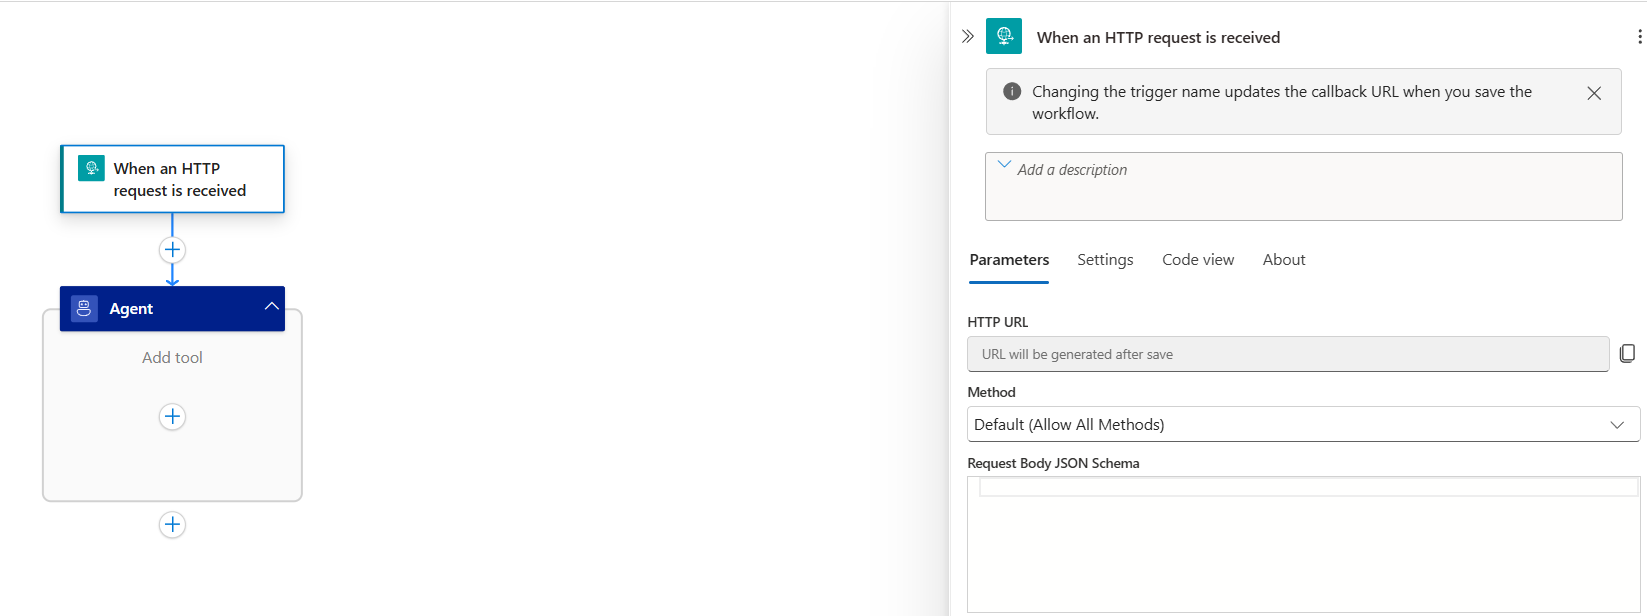 When an HTTP
request is received
Agent
Add tool
When an HTTP request is received
Changing the trigger name updates the callback URL when you save the
workflow.
Add a description
Parameters Settings Code view About
HTTP URL
URL will be generated after save
Method
Default (Allow All Methods)
Request Body JSON Schema